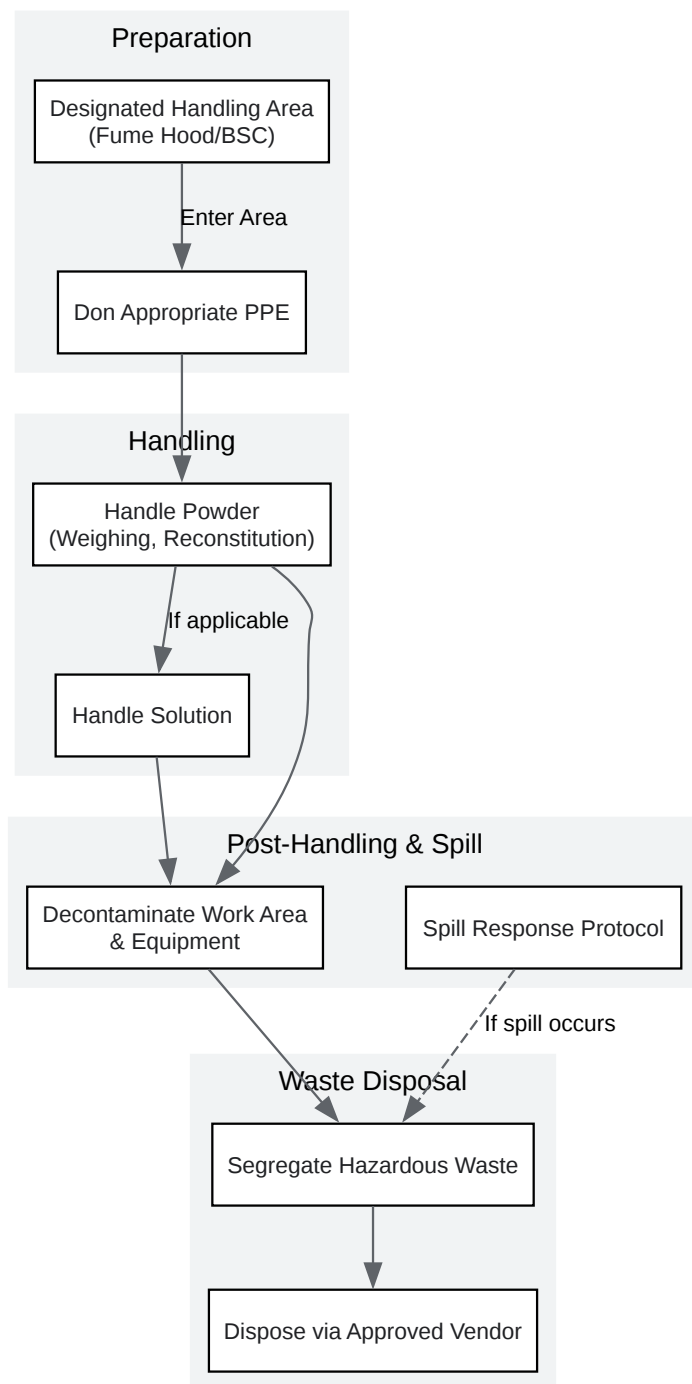 Preparation
Designated Handling Area
(Fume Hood/BSC)
Enter Area
Don Appropriate PPE
Handling
Handle Powder
(Weighing, Reconstitution)
If applicable
Handle Solution
Post-Handling & Spill
Decontaminate Work Area
& Equipment
Spill Response Protocol
If spill occurs
Waste Disposal
Segregate Hazardous Waste
Dispose via Approved Vendor